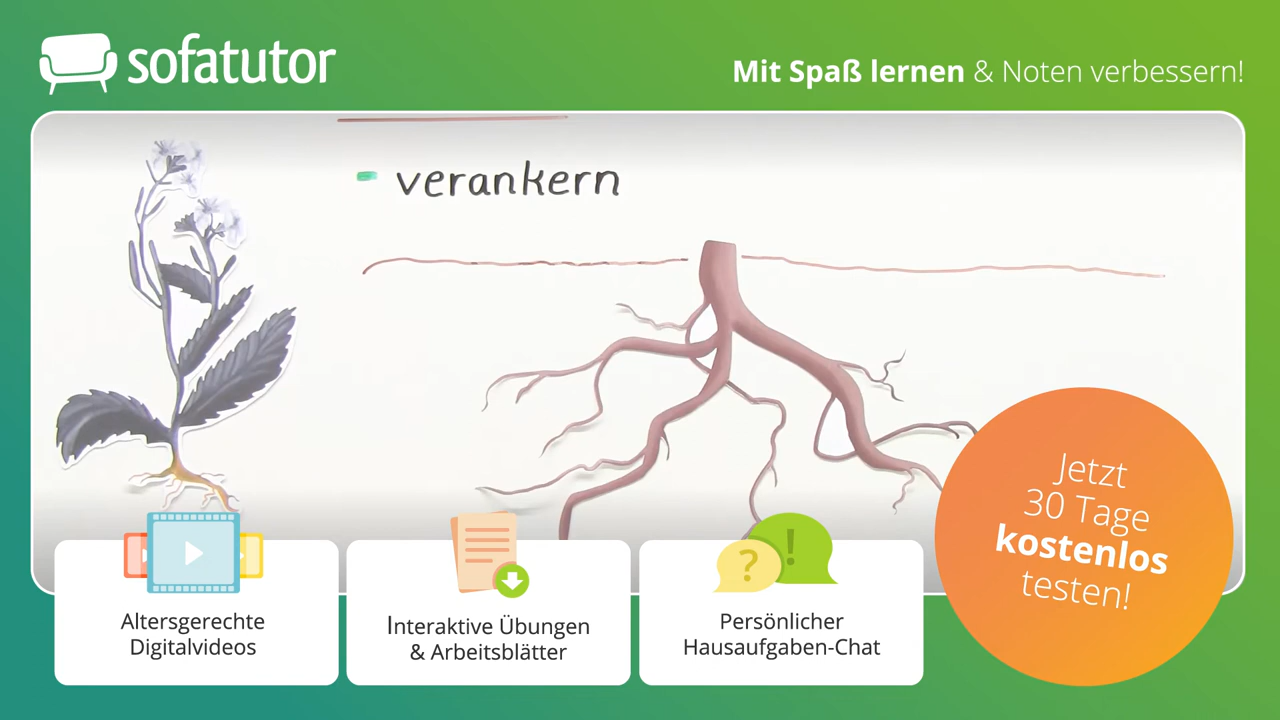 sofatutor
Mit Spaß lernen & Noten verbessern!
- verankern
Jetzt
30 Tage
kostenlos
testen!
?
!
Altersgerechte
Digitalvideos
Interaktive Übungen
& Arbeitsblätter
Persönlicher
Hausaufgaben-Chat